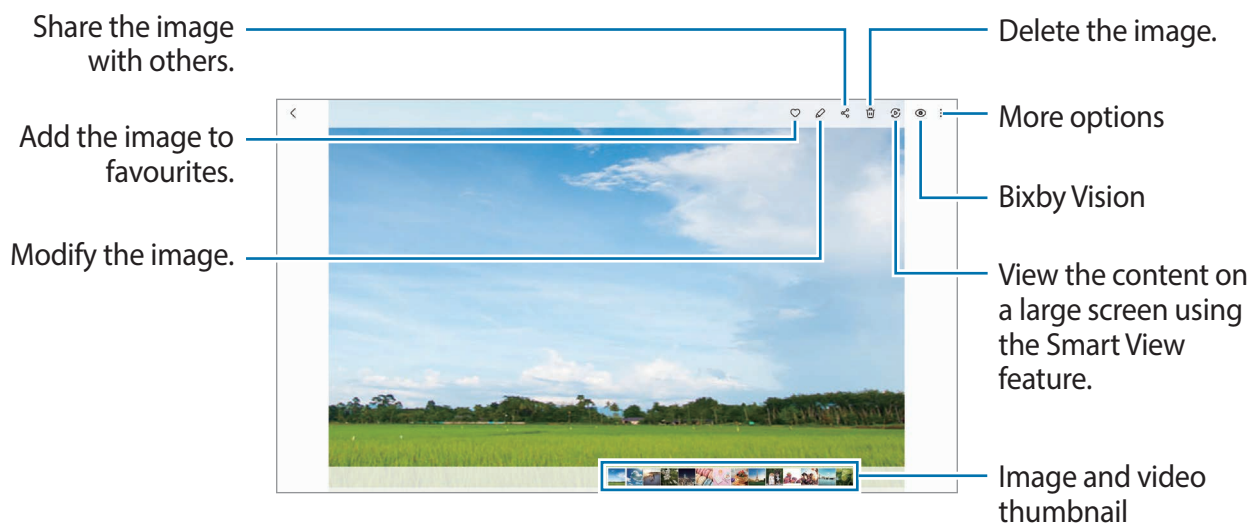 Share the image
with others.
Add the image to
favourites.
Modify the image.
Delete the image.
More options
Bixby Vision
View the content on
a large screen using
the Smart View
feature.
Image and video
thumbnail